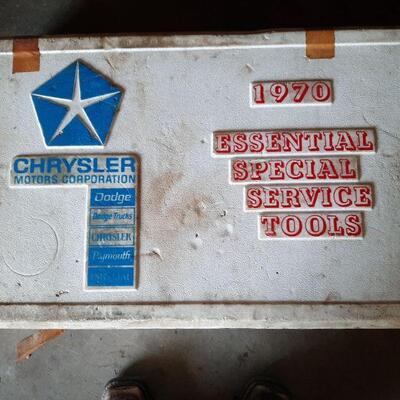 1970
ESSENTIAL
SPECIAL
SERVICE
TOOLS
CHRYSLER
MOTORS CORPORATION
Dodge
Dodge Trucks
CHRYSLER
Plymouth